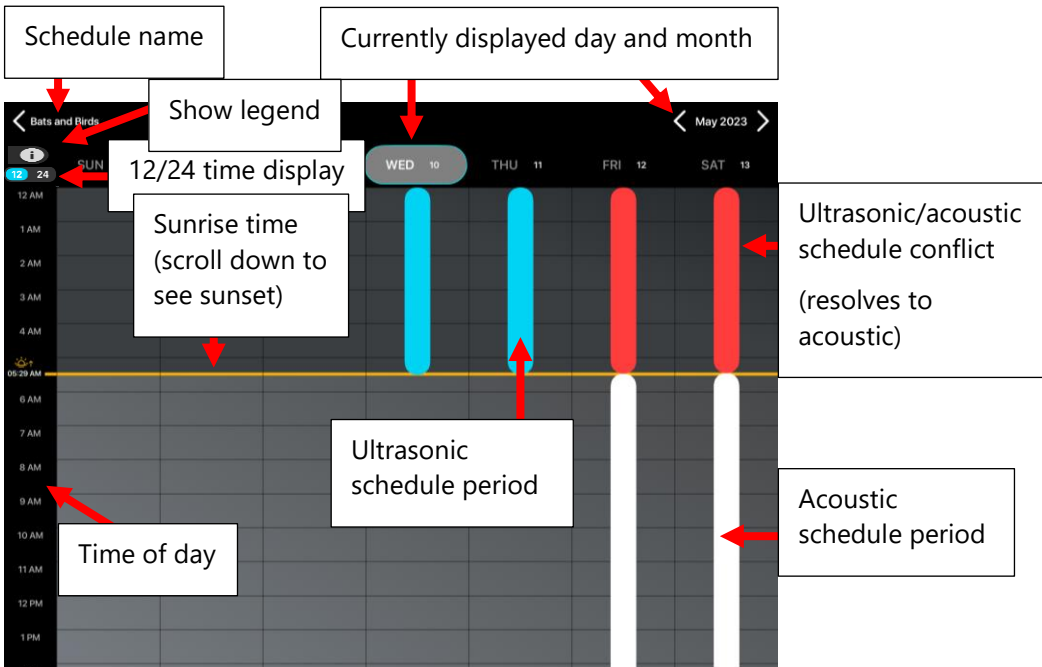 Schedule name
Currently displayed day and month
Bats and Birds
Show legend
May 2023
i
12 24
12/24 time display
SUN
WED 10
THU 11
FRI 12
SAT 13
12 AM
1 AM
2 AM
3 AM
4 AM
05:29 AM
6 AM
7 AM
8 AM
9 AM
10 AM
11 AM
12 PM
1 PM
Sunrise time
(scroll down to
see sunset)
Ultrasonic/acoustic
schedule conflict
(resolves to
acoustic)
Ultrasonic
schedule period
Acoustic
schedule period
Time of day